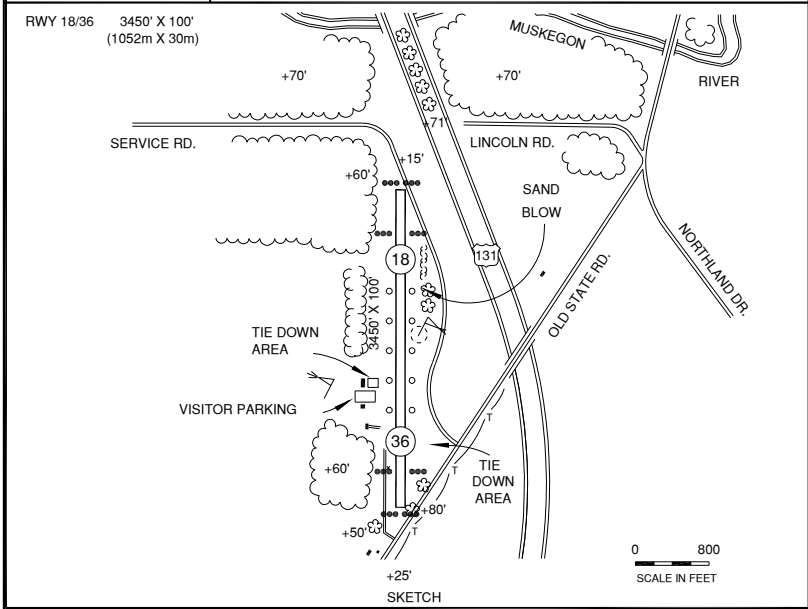 RWY 18/36 3450' X 100'
(1052m X 30m)
MUSKEGON
RIVER
+70'
+70'
+71'
SERVICE RD.
LINCOLN RD.
+15'
+60'
SAND
BLOW
NORTHLAND DR.
18
131
OLD STATE RD.
3450' X 100'
TIE DOWN
AREA
VISITOR PARKING
T
36
+60'
T
TIE
DOWN
AREA
x
+80'
+50'
T
+25'
0 800
SCALE IN FEET
SKETCH